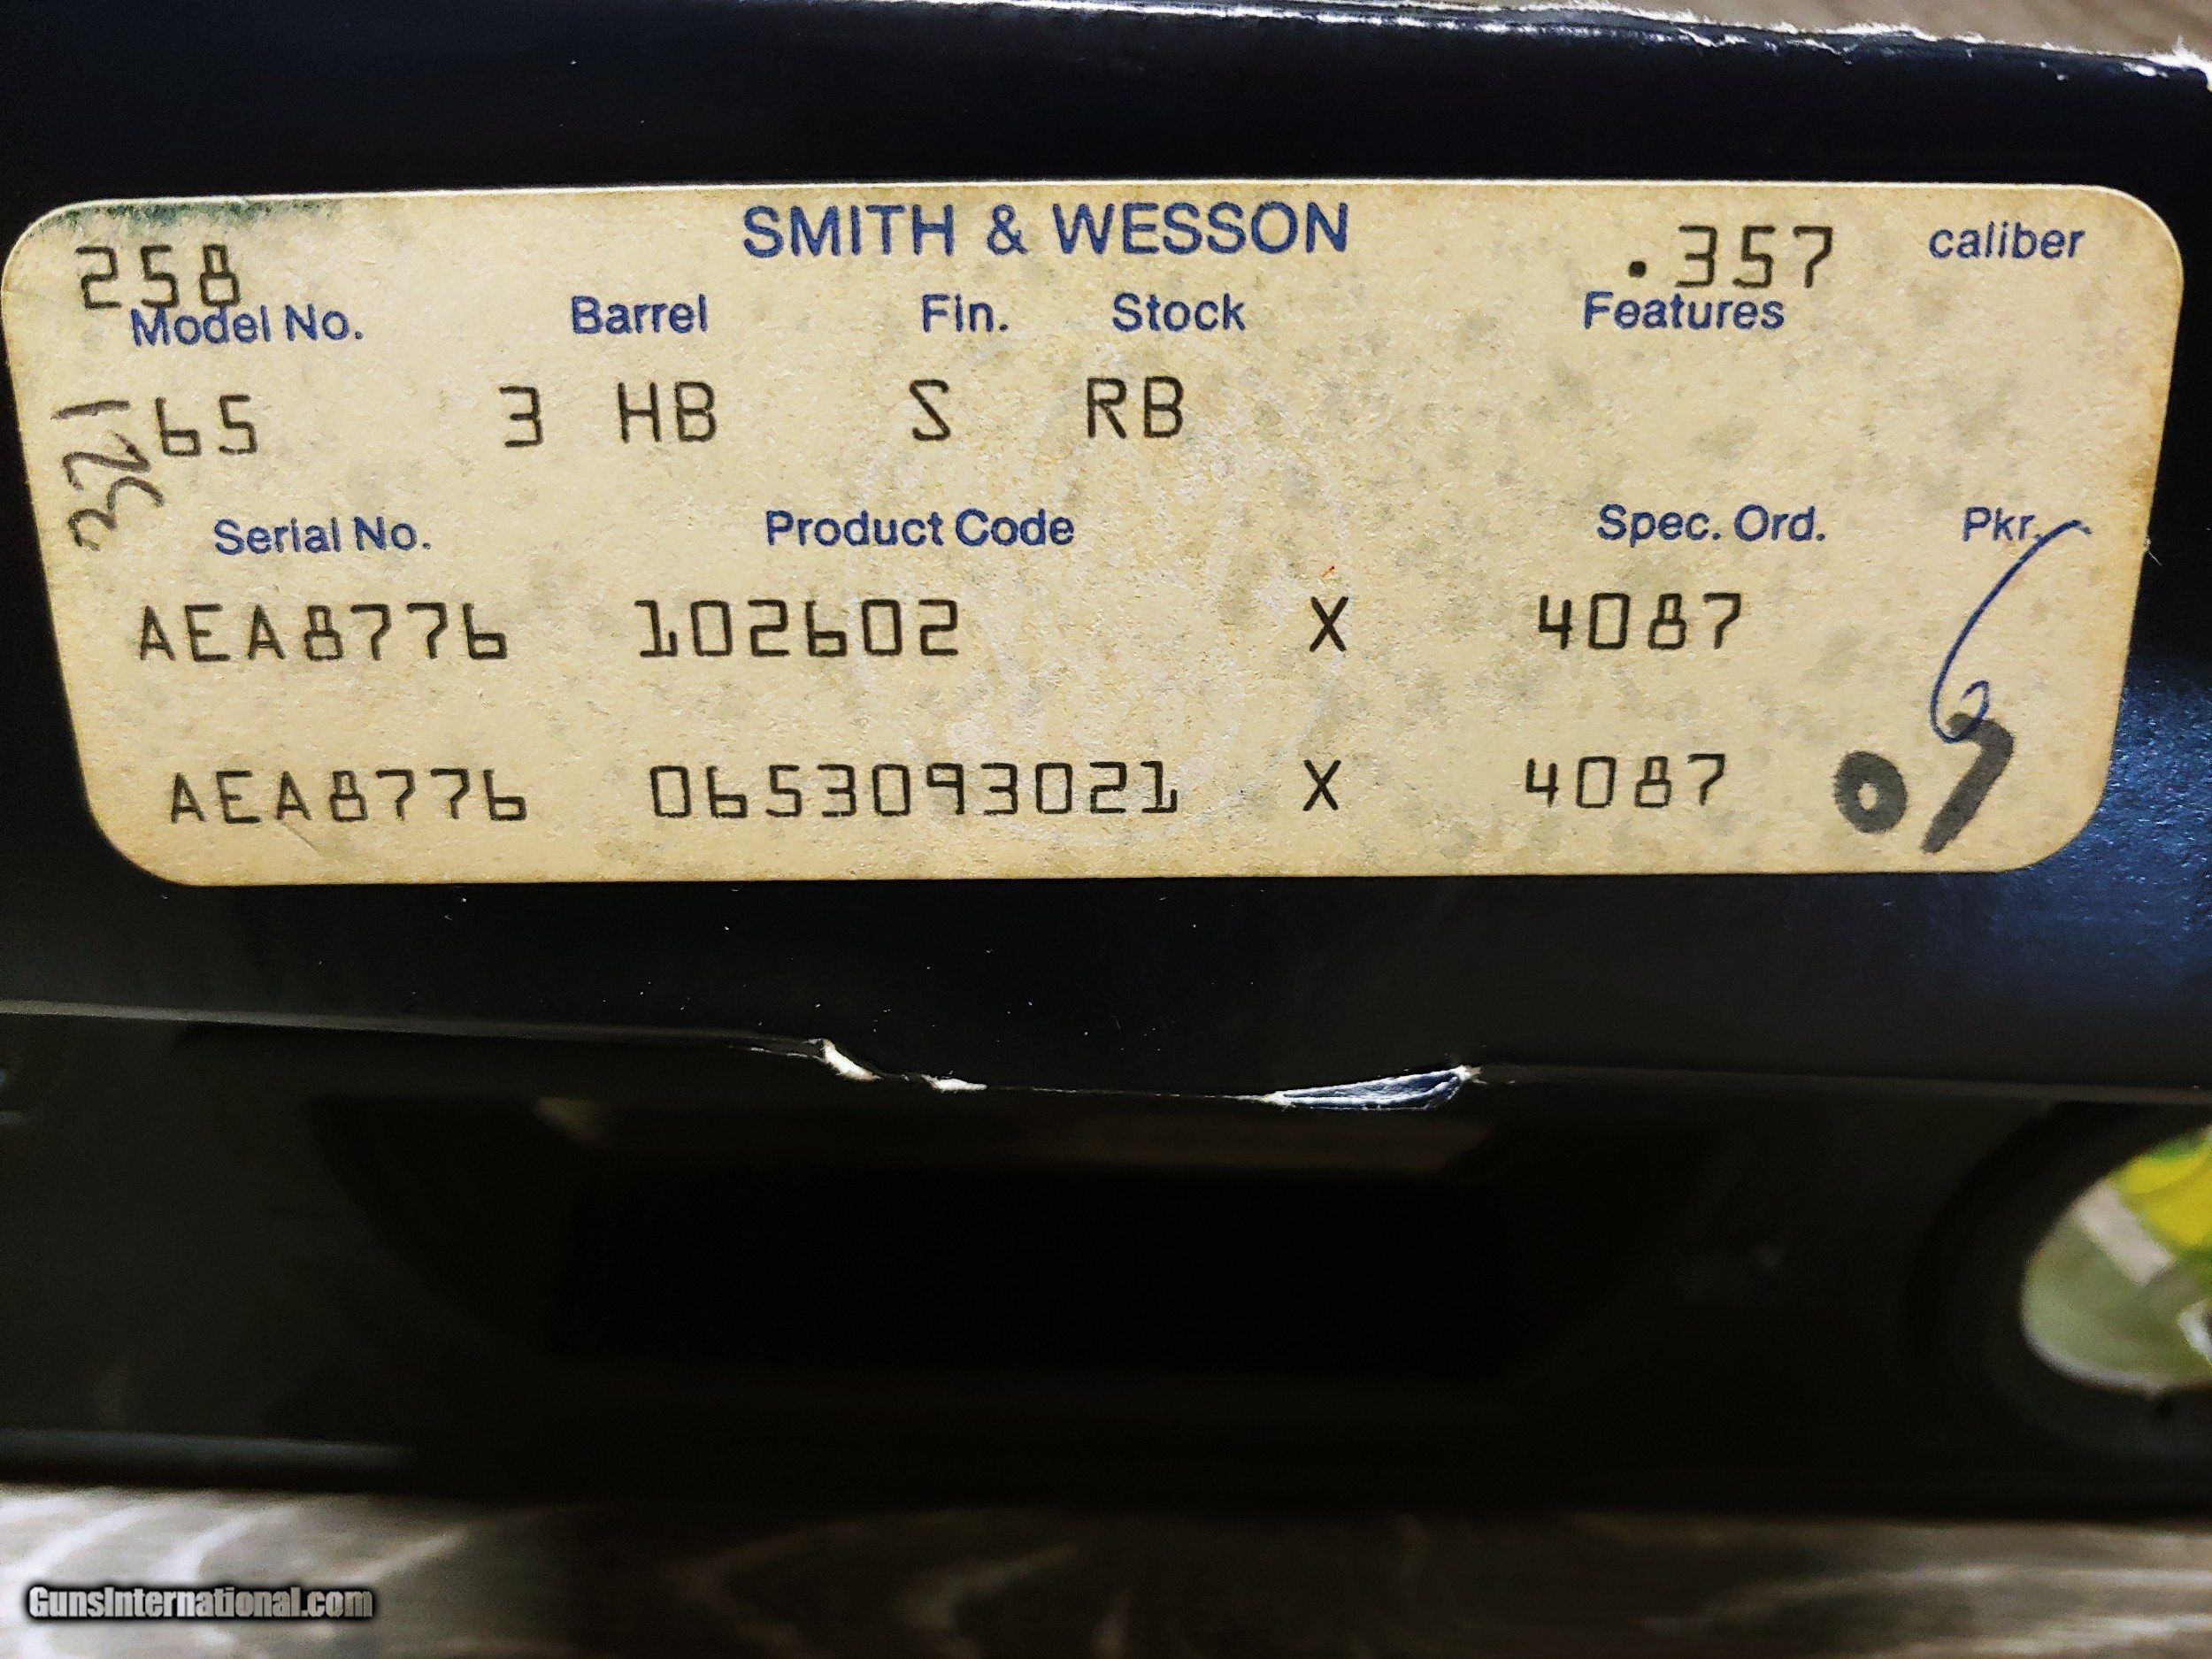 SMITH & WESSON
258 .357 caliber
Model No. Barrel Fin. Stock Features
65 3 HB S RB
321
Serial No. Product Code Spec. Ord. Pkr.
AEA8776 102602 X 4087
6
AEA8776 0653093021 X 4087 07
GunsInternational.com